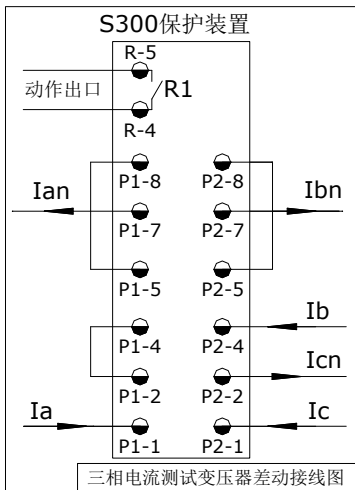 S300保护装置
R-5
动作出口
R1
R-4
P1-8
P2-8
Ian
Ibn
P1-7
P2-7
P1-5
P2-5
Ib
P1-4
P2-4
Icn
P1-2
P2-2
Ia
Ic
P1-1
P2-1
三相电流测试变压器差动接线图